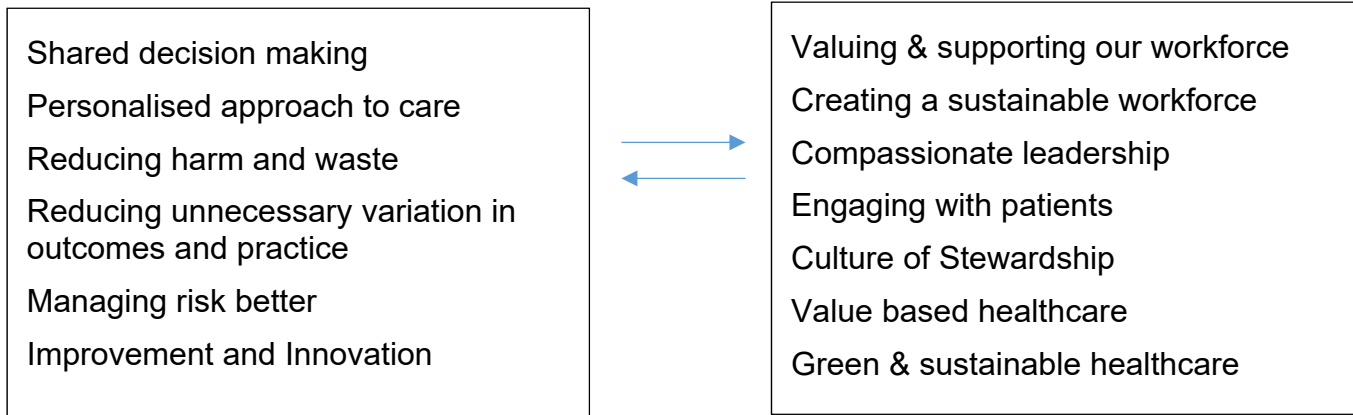 Shared decision making
Personalised approach to care
Reducing harm and waste
Reducing unnecessary variation in
outcomes and practice
Managing risk better
Improvement and Innovation
Valuing & supporting our workforce
Creating a sustainable workforce
Compassionate leadership
Engaging with patients
Culture of Stewardship
Value based healthcare
Green & sustainable healthcare